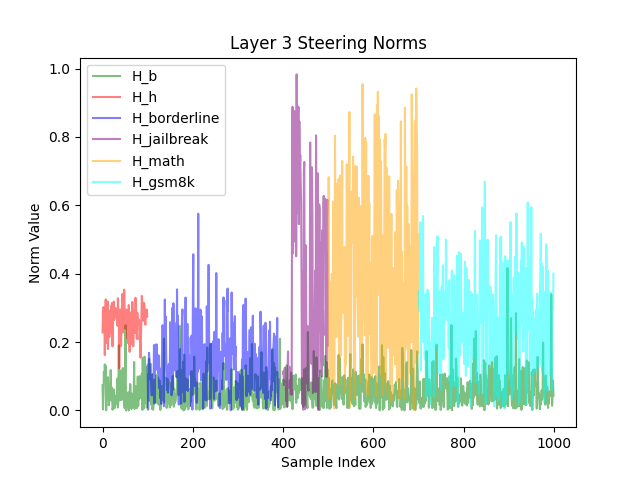 Layer 3 Steering Norms
H_b
H_h
H_borderline
H_jailbreak
H_math
H_gsm8k
Norm Value
1.0
0.8
0.6
0.4
0.2
0.0
0
200
400
600
800
1000
Sample Index